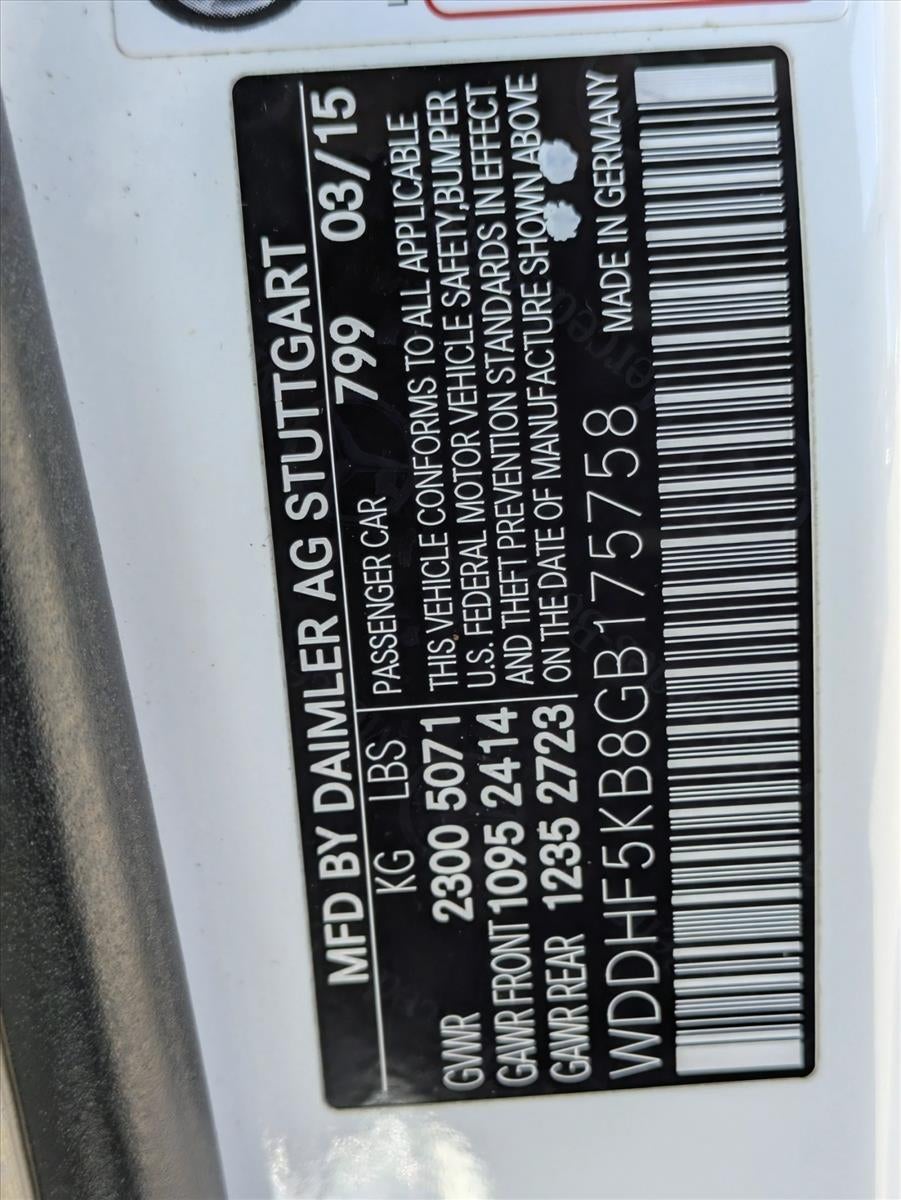 MFD BY DAIMLER AG STUTTGART
799 03/15
KG LBS PASSENGER CAR
GVWR 2300 5071
GAWR FRONT 1095 2414
GAWR REAR 1235 2723
THIS VEHICLE CONFORMS TO ALL APPLICABLE
U.S. FEDERAL MOTOR VEHICLE SAFETY,BUMPER
AND THEFT PREVENTION STANDARDS IN EFFECT
ON THE DATE OF MANUFACTURE SHOWN ABOVE
WDDHF5KB8GB175758 MADE IN GERMANY